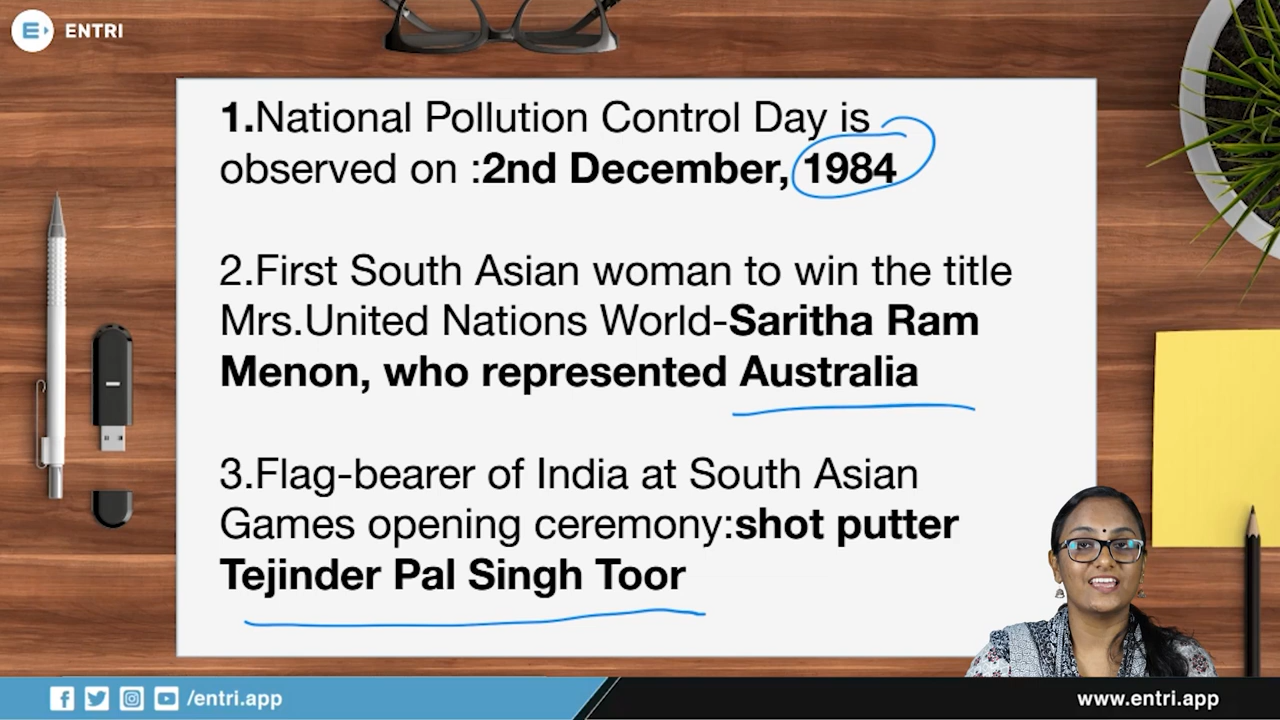 ENTRI
1.National Pollution Control Day is
observed on :2nd December, 1984
2.First South Asian woman to win the title
Mrs.United Nations World-Saritha Ram
Menon, who represented Australia
3.Flag-bearer of India at South Asian
Games opening ceremony:shot putter
Tejinder Pal Singh Toor
/entri.app
www.entri.app